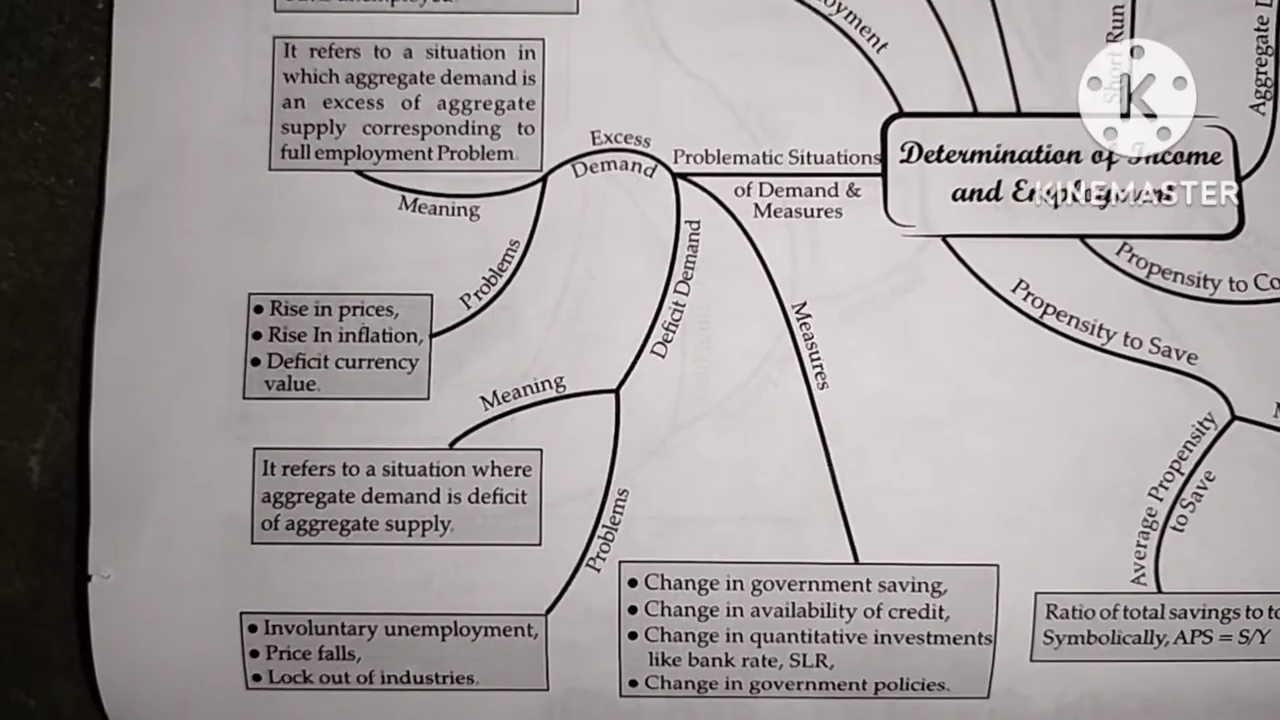 oyment
Short Run
Aggregate
It refers to a situation in
which aggregate demand is
an excess of aggregate
supply corresponding to
full employment Problem.
Excess
Demand
Meaning
Problems
Problematic Situations
of Demand &
Measures
Determination of Income
and Employment
K
KINEMASTER
Rise in prices,
Rise In inflation,
Deficit currency
value.
Deficit Demand
Measures
Propensity to Co
Propensity to Save
Meaning
It refers to a situation where
aggregate demand is deficit
of aggregate supply.
Problems
Involuntary unemployment,
Price falls,
Lock out of industries.
Change in government saving,
Change in availability of credit,
Change in quantitative investments
like bank rate, SLR,
Change in government policies.
Average Propensity
to Save
Ratio of total savings to to
Symbolically, APS = S/Y